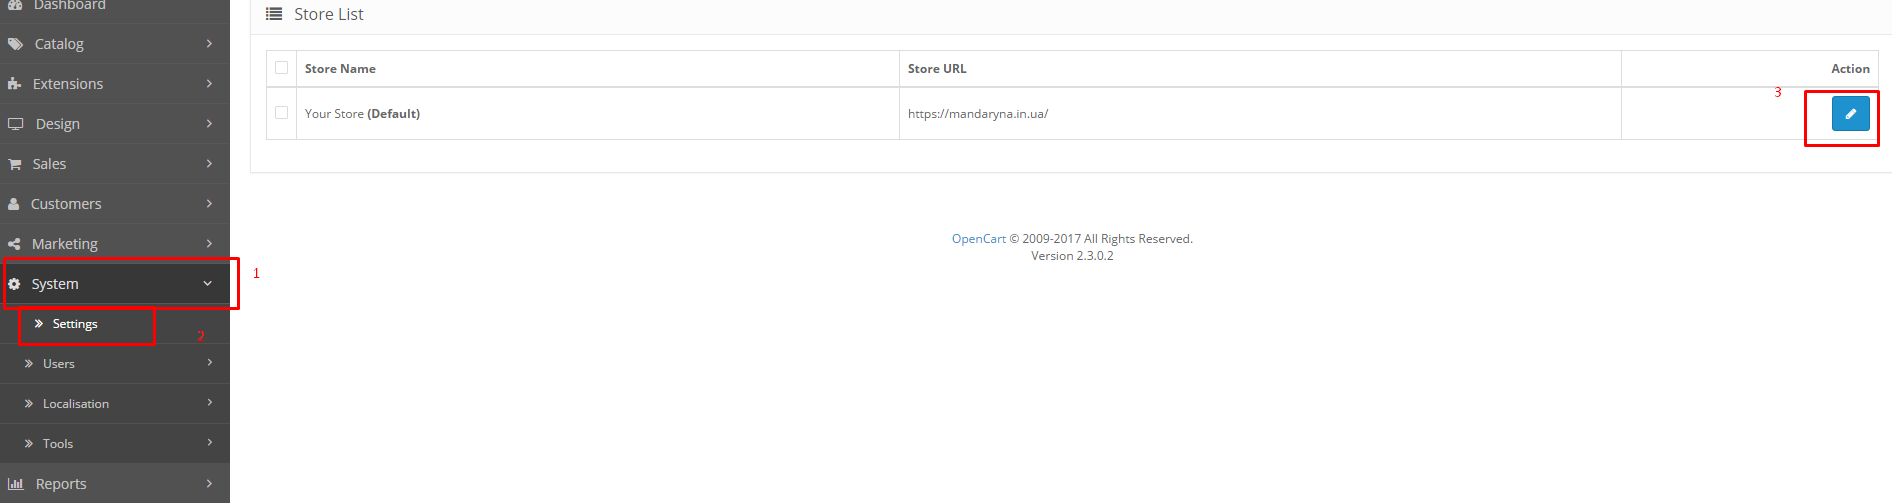 Dashboard
Catalog
Extensions
Design
Sales
Customers
Marketing
System
1
Settings
2
Users
Localisation
Tools
Reports
Store List
Store Name Store URL Action
3
Your Store (Default) https://mandaryna.in.ua/
OpenCart © 2009-2017 All Rights Reserved.
Version 2.3.0.2